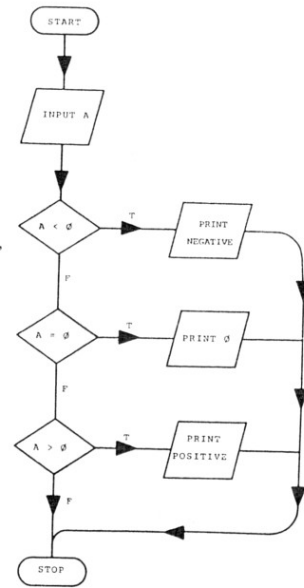 START
INPUT A
A < Ø
T
PRINT
NEGATIVE
F
A = Ø
T
PRINT Ø
F
A > Ø
T
PRINT
POSITIVE
F
STOP